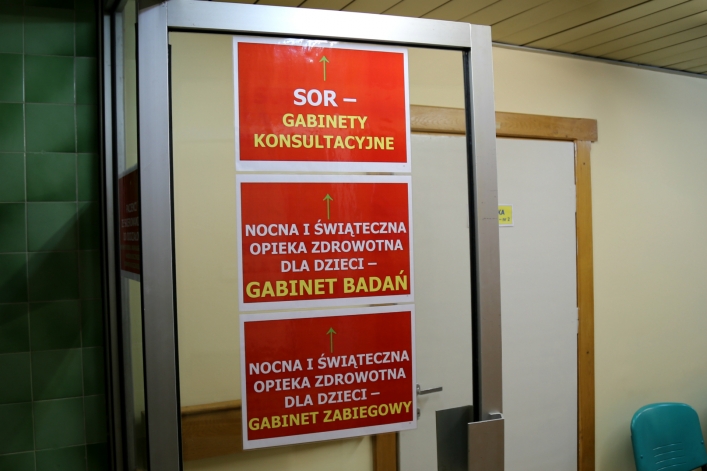 ↑
SOR –
GABINETY
KONSULTACYJNE
↑
NOCNA I ŚWIĄTECZNA
OPIEKA ZDROWOTNA
DLA DZIECI –
GABINET BADAŃ
↑
NOCNA I ŚWIĄTECZNA
OPIEKA ZDROWOTNA
DLA DZIECI –
GABINET ZABIEGOWY